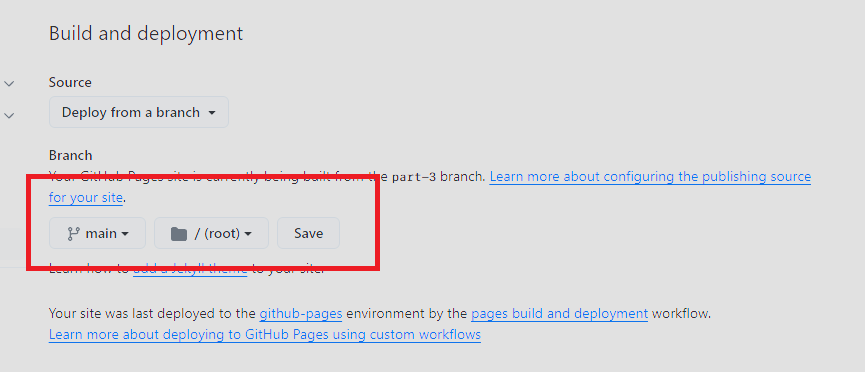 Build and deployment
Source
Deploy from a branch
Branch
Your GitHub Pages site is currently being built from the part-3 branch. Learn more about configuring the publishing source
for your site.
main / (root) Save
Learn how to add a Jekyll theme to your site.
Your site was last deployed to the github-pages environment by the pages build and deployment workflow.
Learn more about deploying to GitHub Pages using custom workflows